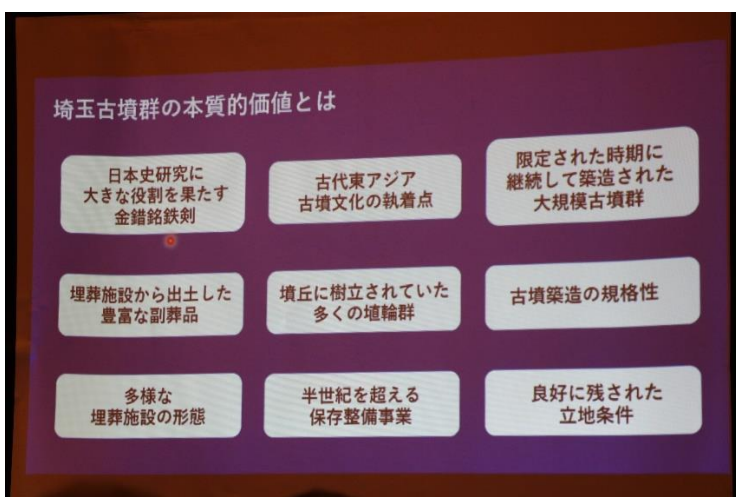 埼玉古墳群の本質的価値とは
日本史研究に
大きな役割を果たす
金錯銘鉄剣
古代東アジア
古墳文化の執着点
限定された時期に
継続して築造された
大規模古墳群
埋葬施設から出土した
豊富な副葬品
墳丘に樹立されていた
多くの埴輪群
古墳築造の規格性
多様な
埋葬施設の形態
半世紀を超える
保存整備事業
良好に残された
立地条件